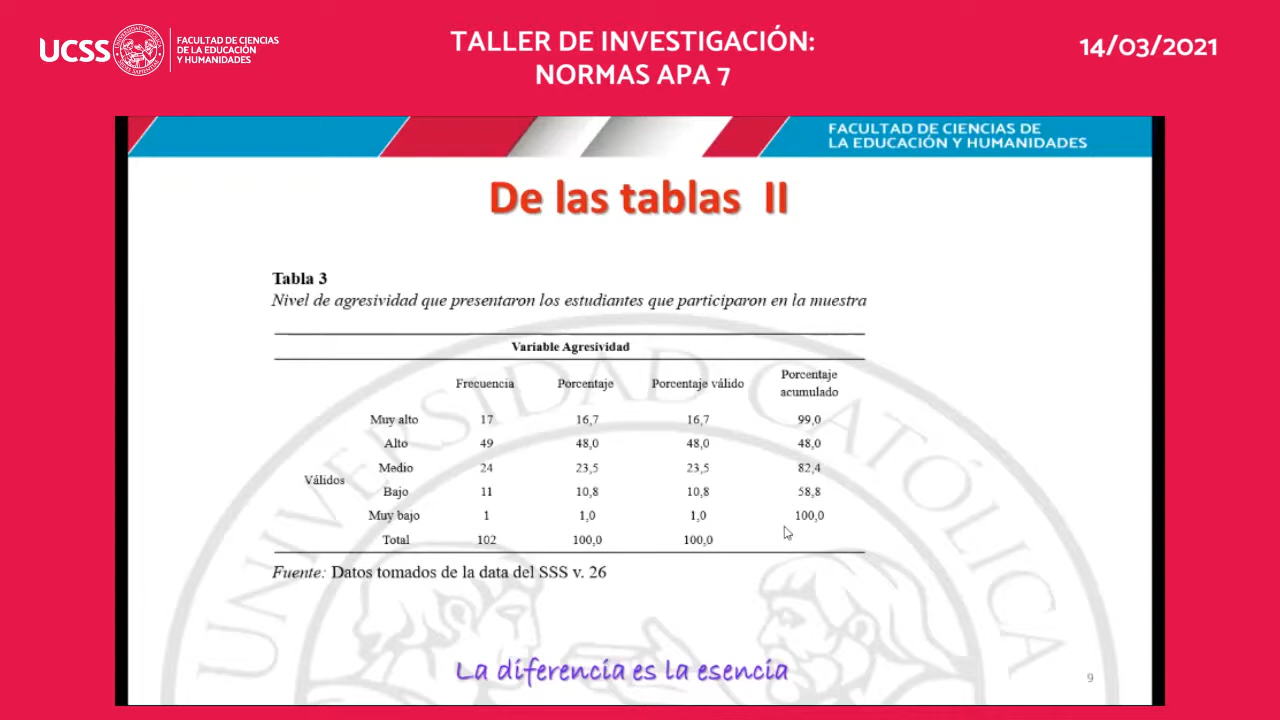 UCSS
FACULTAD DE CIENCIAS
DE LA EDUCACIÓN
Y HUMANIDADES
TALLER DE INVESTIGACIÓN:
NORMAS APA 7
14/03/2021
FACULTAD DE CIENCIAS DE
LA EDUCACIÓN Y HUMANIDADES
De las tablas II
Tabla 3
Nivel de agresividad que presentaron los estudiantes que participaron en la muestra
Variable Agresividad
Frecuencia Porcentaje Porcentaje válido Porcentaje acumulado
Muy alto 17 16,7 16,7 99,0
Alto 49 48,0 48,0 48,0
Medio 24 23,5 23,5 82,4
Válidos
Bajo 11 10,8 10,8 58,8
Muy bajo 1 1,0 1,0 100,0
Total 102 100,0 100,0
Fuente: Datos tomados de la data del SSS v. 26
UNIVERSIDAD CATÓLICA
La diferencia es la esencia
9